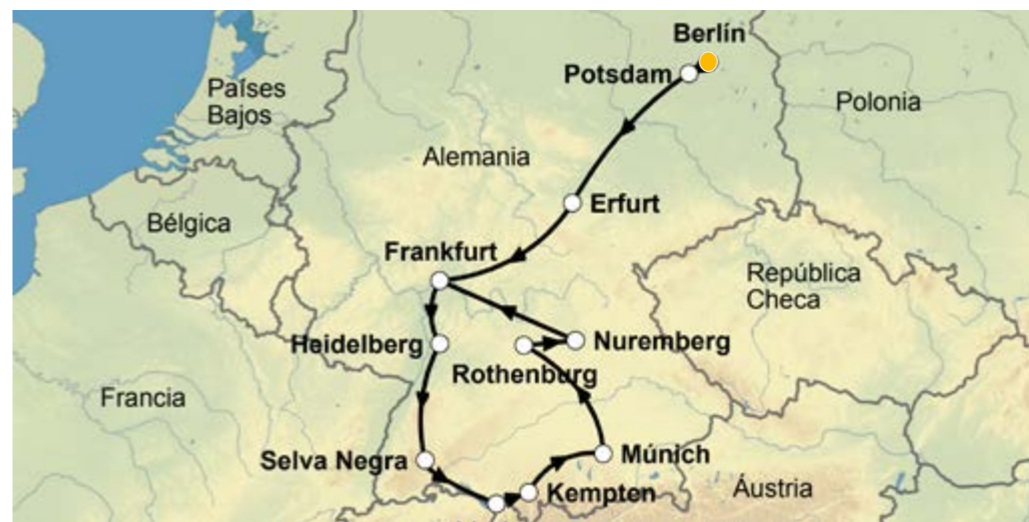 Berlín
Potsdam
Países
Bajos
Polonia
Alemania
Erfurt
Bélgica
Frankfurt
República
Checa
Heidelberg
Nuremberg
Rothenburg
Francia
Selva Negra
Múnich
Kempten
Áustria